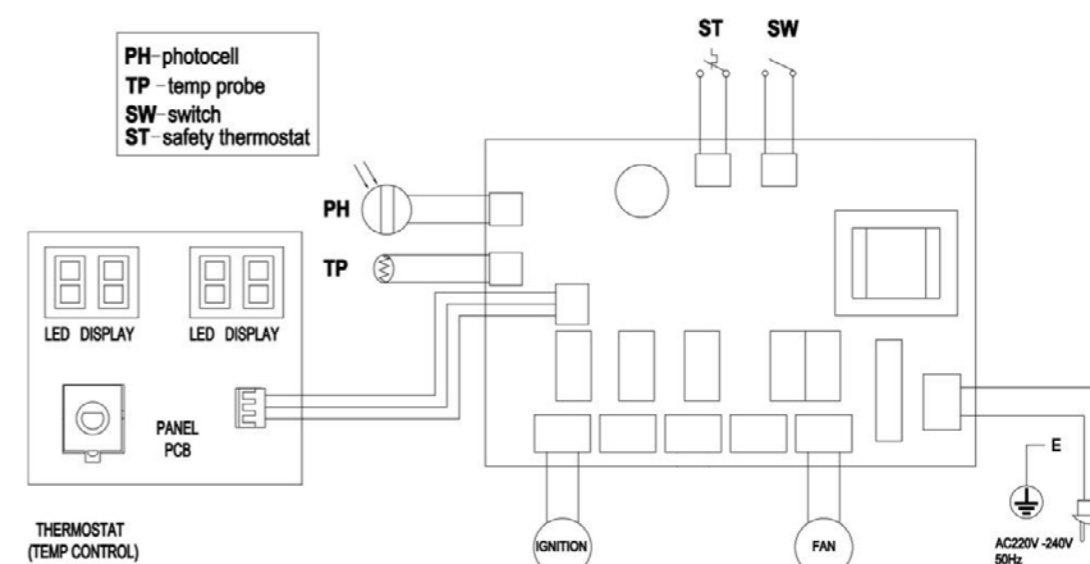 ST
SW
PH-photocell
TP-temp probe
SW-switch
ST-safety thermostat
PH
TP
LED DISPLAY
LED DISPLAY
PANEL
PCB
E
THERMOSTAT
(TEMP CONTROL)
IGNITION
FAN
AC220V -240V
50Hz